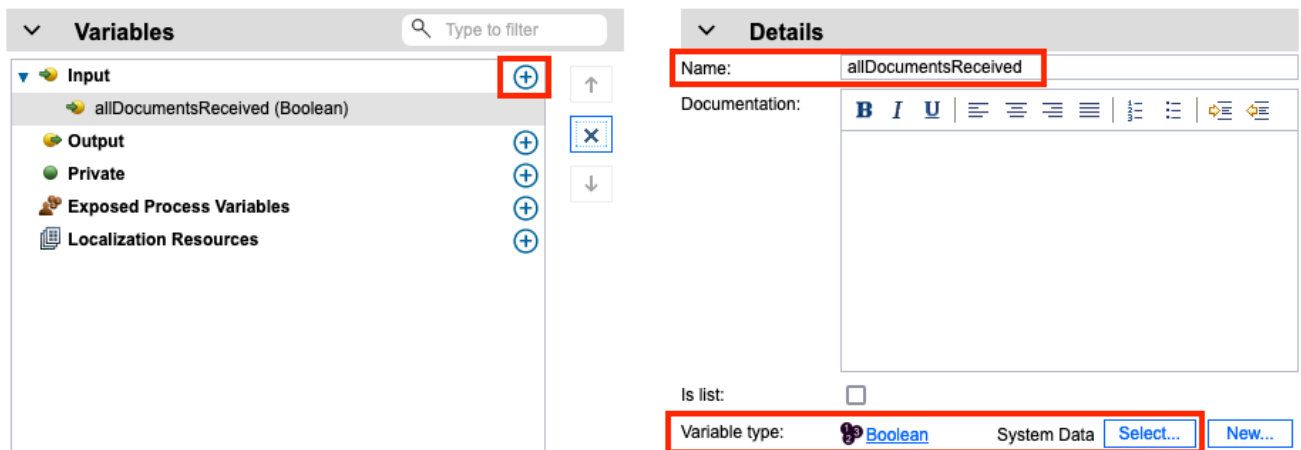 Variables
Type to filter
Input
allDocumentsReceived (Boolean)
Output
Private
Exposed Process Variables
Localization Resources
Details
Name: allDocumentsReceived
Documentation:
B I U
Is list:
Variable type: Boolean System Data Select... New...